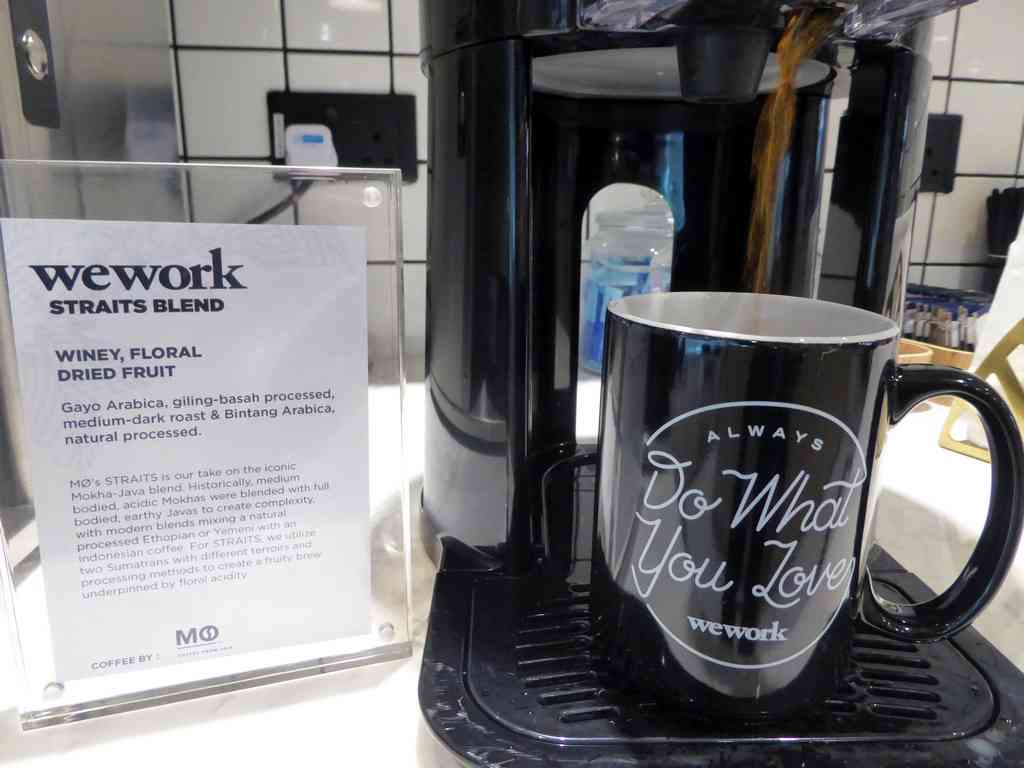 wework
STRAITS BLEND
WINEY, FLORAL
DRIED FRUIT
Gayo Arabica, giling-basah processed,
medium-dark roast & Bintang Arabica,
natural processed.
MØ's STRAITS is our take on the iconic
Mokha-Java blend. Historically, medium
bodied, acidic Mokhas were blended with full
bodied, earthy Javas to create complexity,
with modern blends mixing a natural
processed Ethopian or Yemeni with an
Indonesian coffee. For STRAITS, we utilize
two Sumatrans with different terroirs and
processing methods to create a fruity brew
underpinned by floral acidity.
COFFEE BY : MØ
ALWAYS
Do What
You Love
wework